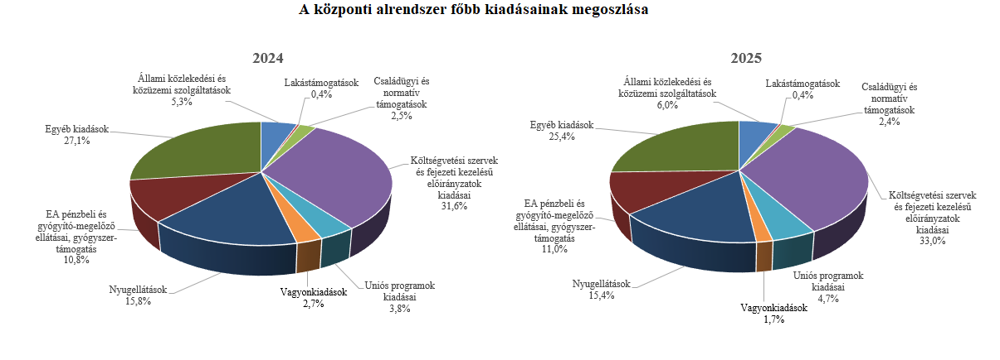 A központi alrendszer főbb kiadásainak megoszlása
2024
Állami közlekedési és
közüzemi szolgáltatások
5,3%
Lakástámogatások
0,4%
Családügyi és
normatív
támogatások
2,5%
Egyéb kiadások
27,1%
Költségvetési szervek
és fejezeti kezelésű
előirányzatok
kiadásai
31,6%
EA pénzbeli és
gyógyító-megelőző
ellátásai, gyógyszer-
támogatás
10,8%
Nyugellátások
15,8%
Vagyonkiadások
2,7%
Uniós programok
kiadásai
3,8%
2025
Állami közlekedési és
közüzemi szolgáltatások
6,0%
Lakástámogatások
0,4%
Családügyi és
normatív
támogatások
2,4%
Egyéb kiadások
25,4%
Költségvetési szervek
és fejezeti kezelésű
előirányzatok
kiadásai
33,0%
EA pénzbeli és
gyógyító-megelőző
ellátásai, gyógyszer-
támogatás
11,0%
Nyugellátások
15,4%
Vagyonkiadások
1,7%
Uniós programok
kiadásai
4,7%